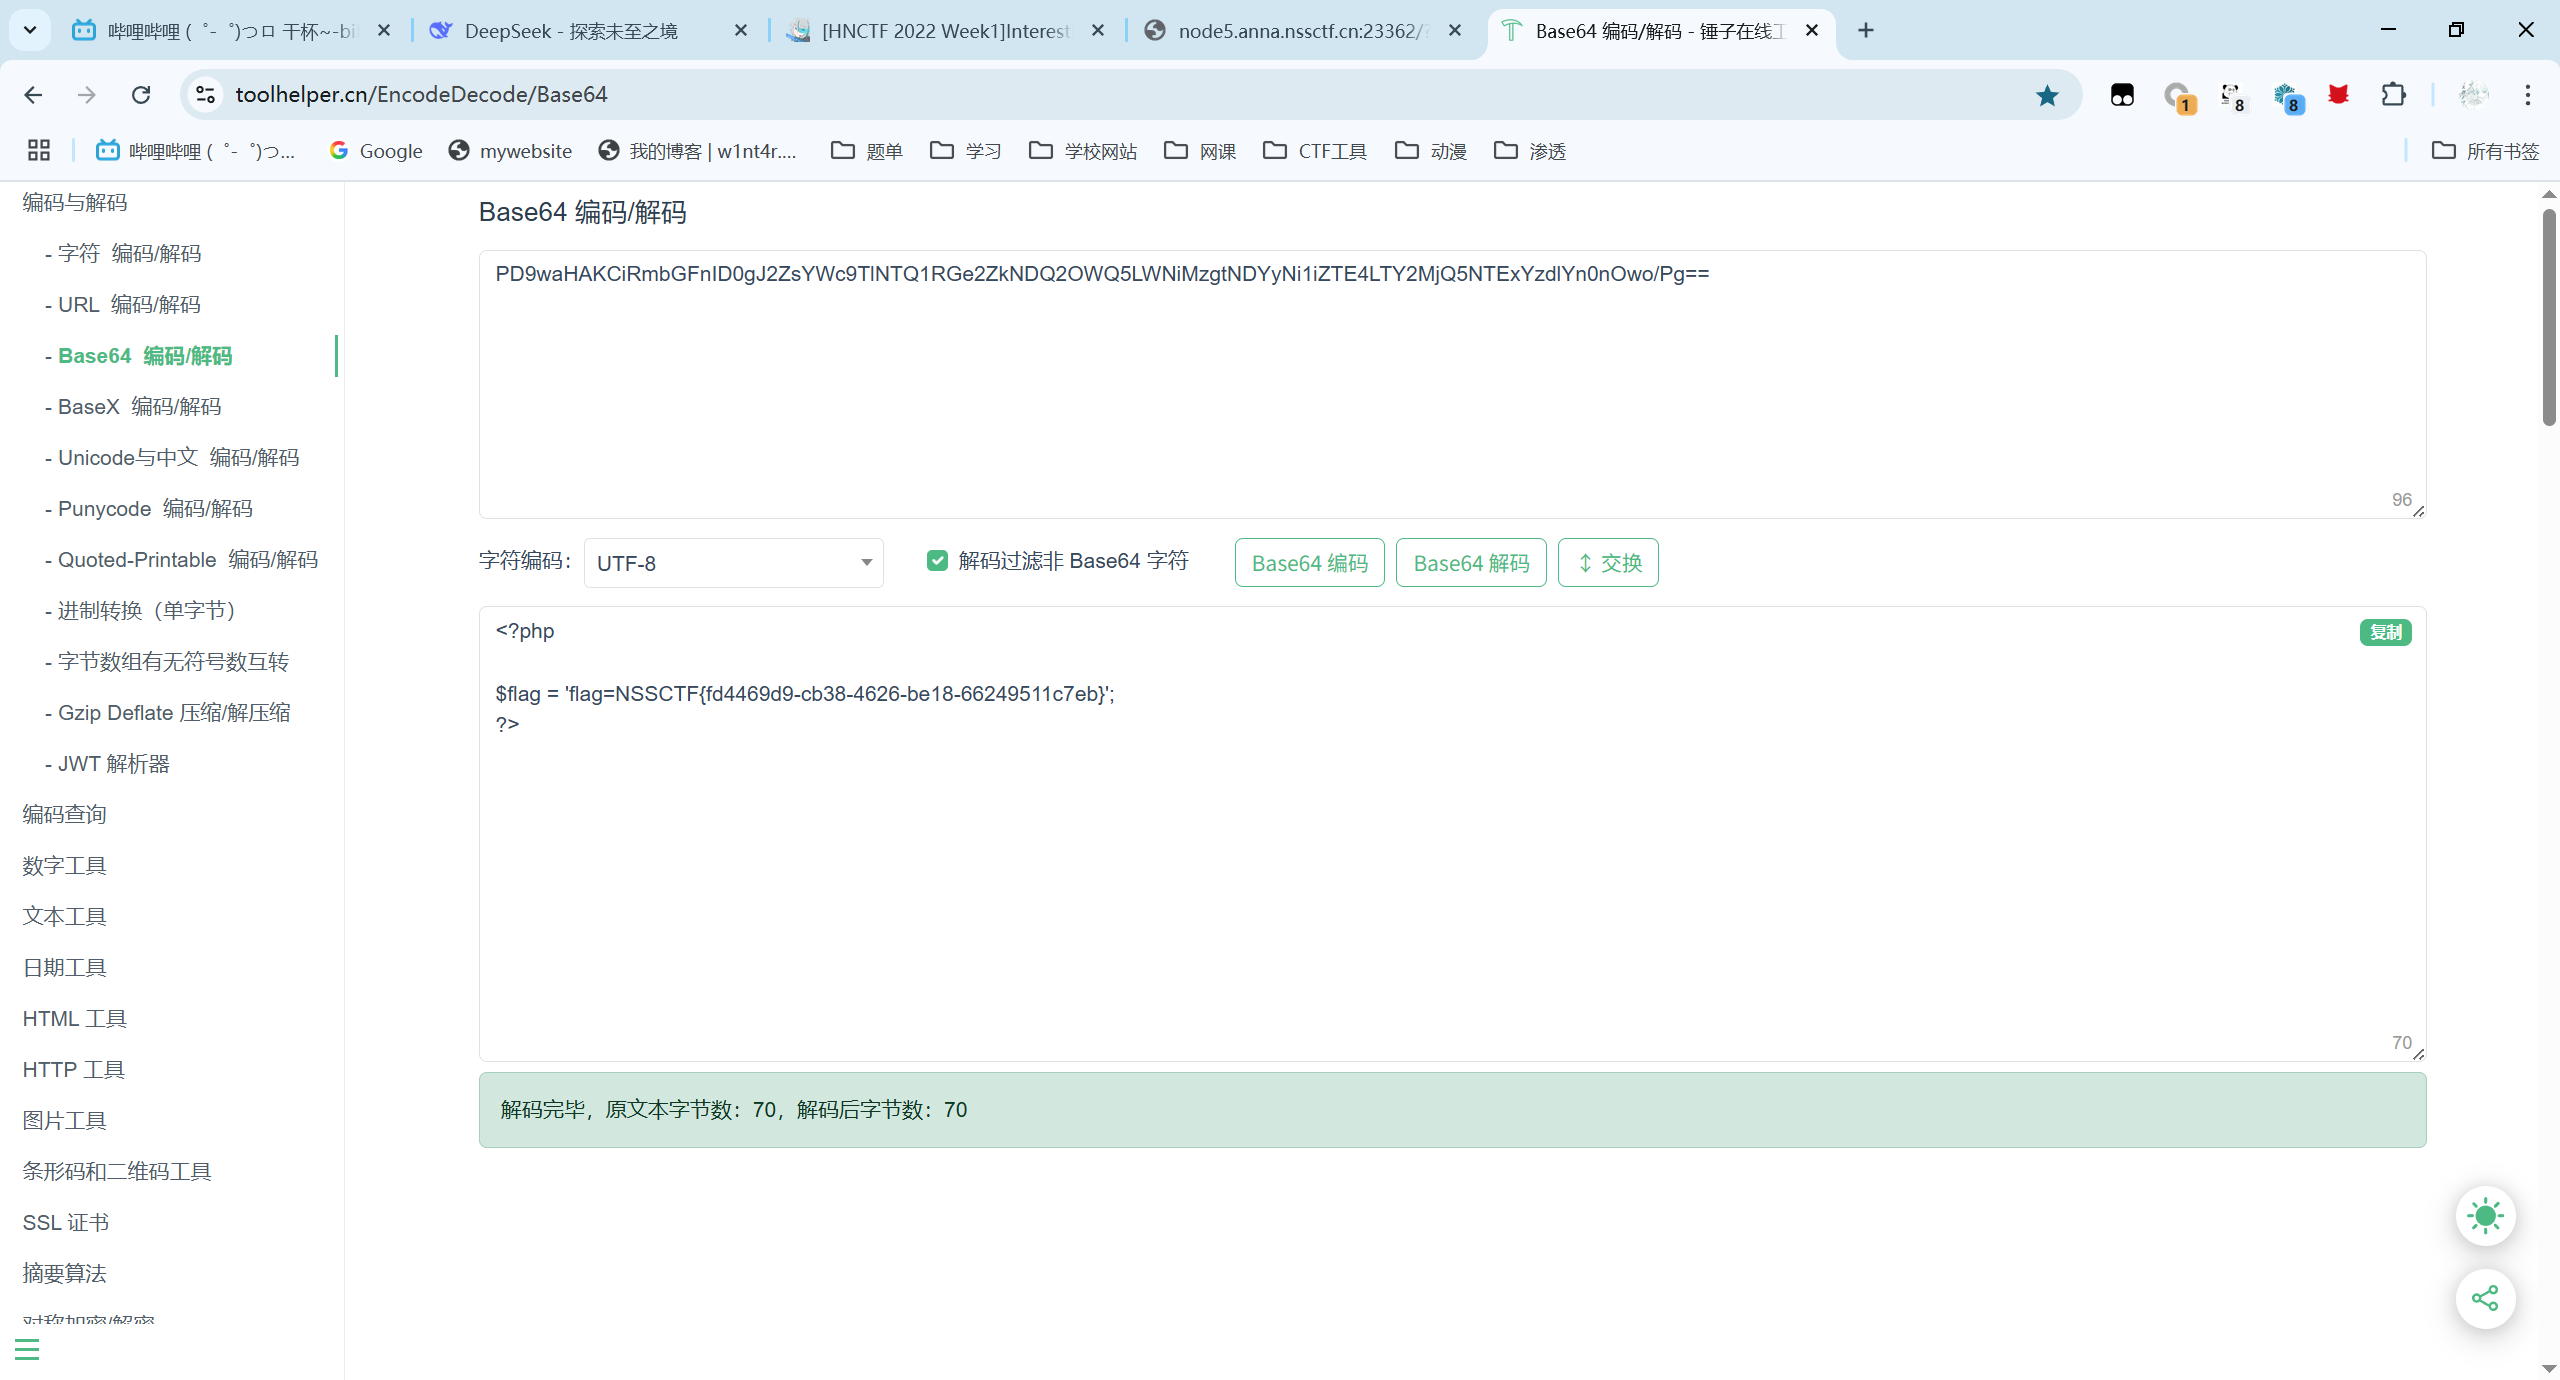 哔哩哔哩 (゜-゜)つロ 干杯~-bi
DeepSeek - 探索未至之境
[HNCTF 2022 Week1]Interest
node5.anna.nssctf.cn:23362/?
Base64 编码/解码 - 锤子在线工
toolhelper.cn/EncodeDecode/Base64
1
8
8
哔哩哔哩 (゜-゜)つ...
Google
mywebsite
我的博客 | w1nt4r....
题单
学习
学校网站
网课
CTF工具
动漫
渗透
所有书签
编码与解码
- 字符 编码/解码
- URL 编码/解码
- Base64 编码/解码
- BaseX 编码/解码
- Unicode与中文 编码/解码
- Punycode 编码/解码
- Quoted-Printable 编码/解码
- 进制转换（单字节）
- 字节数组有无符号数互转
- Gzip Deflate 压缩/解压缩
- JWT 解析器
编码查询
数字工具
文本工具
日期工具
HTML 工具
HTTP 工具
图片工具
条形码和二维码工具
SSL 证书
摘要算法
对称加密/解密
Base64 编码/解码
PD9waHAKCiRmbGFnID0gJ2ZsYWc9TlNTQ1RGe2ZkNDQ2OWQ5LWNiMzgtNDYyNi1iZTE4LTY2MjQ5NTExYzdlYn0nOwo/Pg==
96
字符编码：
UTF-8
解码过滤非 Base64 字符
Base64 编码
Base64 解码
↕ 交换
<?php
复制
$flag = 'flag=NSSCTF{fd4469d9-cb38-4626-be18-66249511c7eb}';
?>
70
解码完毕，原文本字节数：70，解码后字节数：70